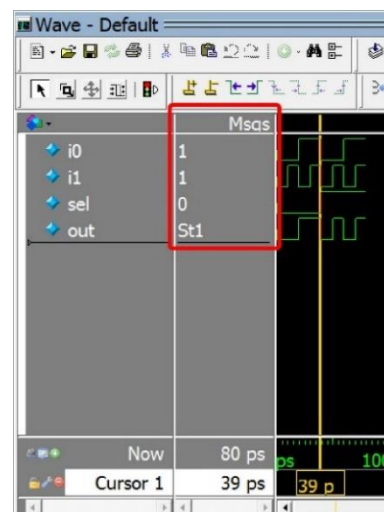 Wave - Default
Msgs
i0 1
i1 1
sel 0
out St1
Now 80 ps ps 100
Cursor 1 39 ps 39 p